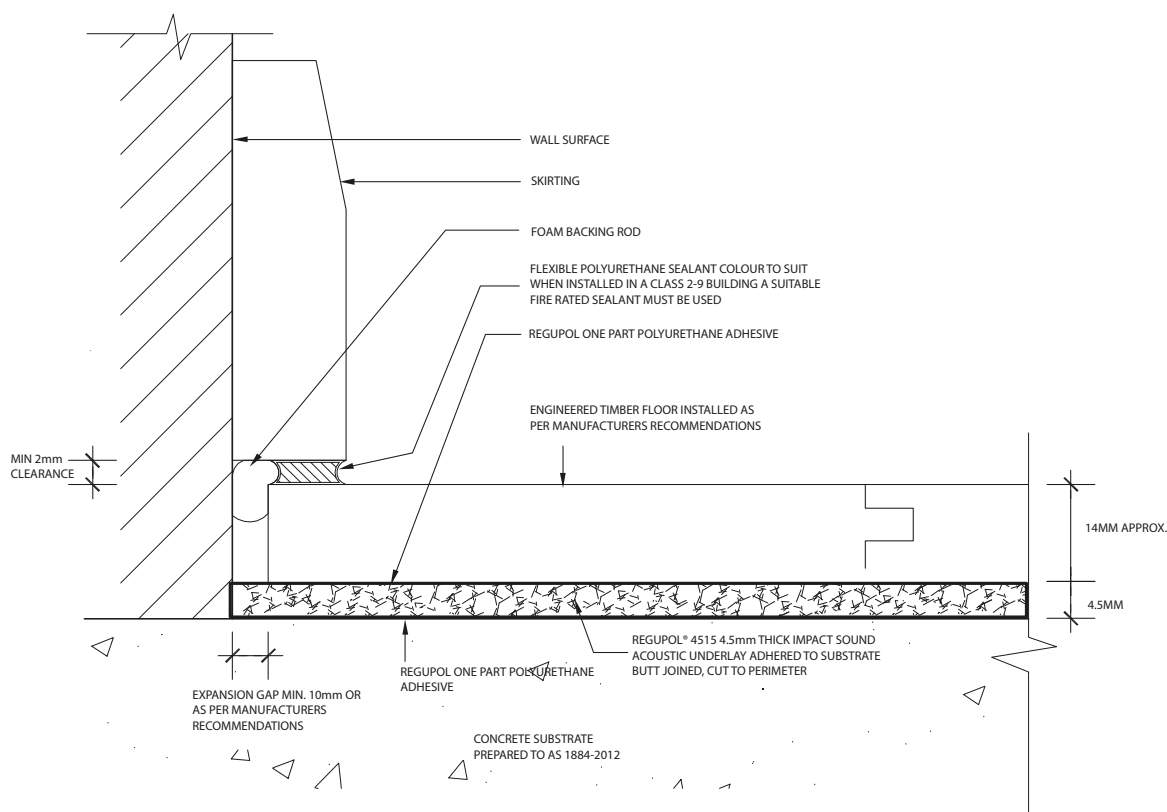 WALL SURFACE
SKIRTING
FOAM BACKING ROD
FLEXIBLE POLYURETHANE SEALANT COLOUR TO SUIT
WHEN INSTALLED IN A CLASS 2-9 BUILDING A SUITABLE
FIRE RATED SEALANT MUST BE USED
REGUPOL ONE PART POLYURETHANE ADHESIVE
ENGINEERED TIMBER FLOOR INSTALLED AS
PER MANUFACTURERS RECOMMENDATIONS
MIN 2mm
CLEARANCE
14MM APPROX.
4.5MM
REGUPOL® 4515 4.5mm THICK IMPACT SOUND
ACOUSTIC UNDERLAY ADHERED TO SUBSTRATE
BUTT JOINED, CUT TO PERIMETER
REGUPOL ONE PART POLYURETHANE
ADHESIVE
EXPANSION GAP MIN. 10mm OR
AS PER MANUFACTURERS
RECOMMENDATIONS
CONCRETE SUBSTRATE
PREPARED TO AS 1884-2012